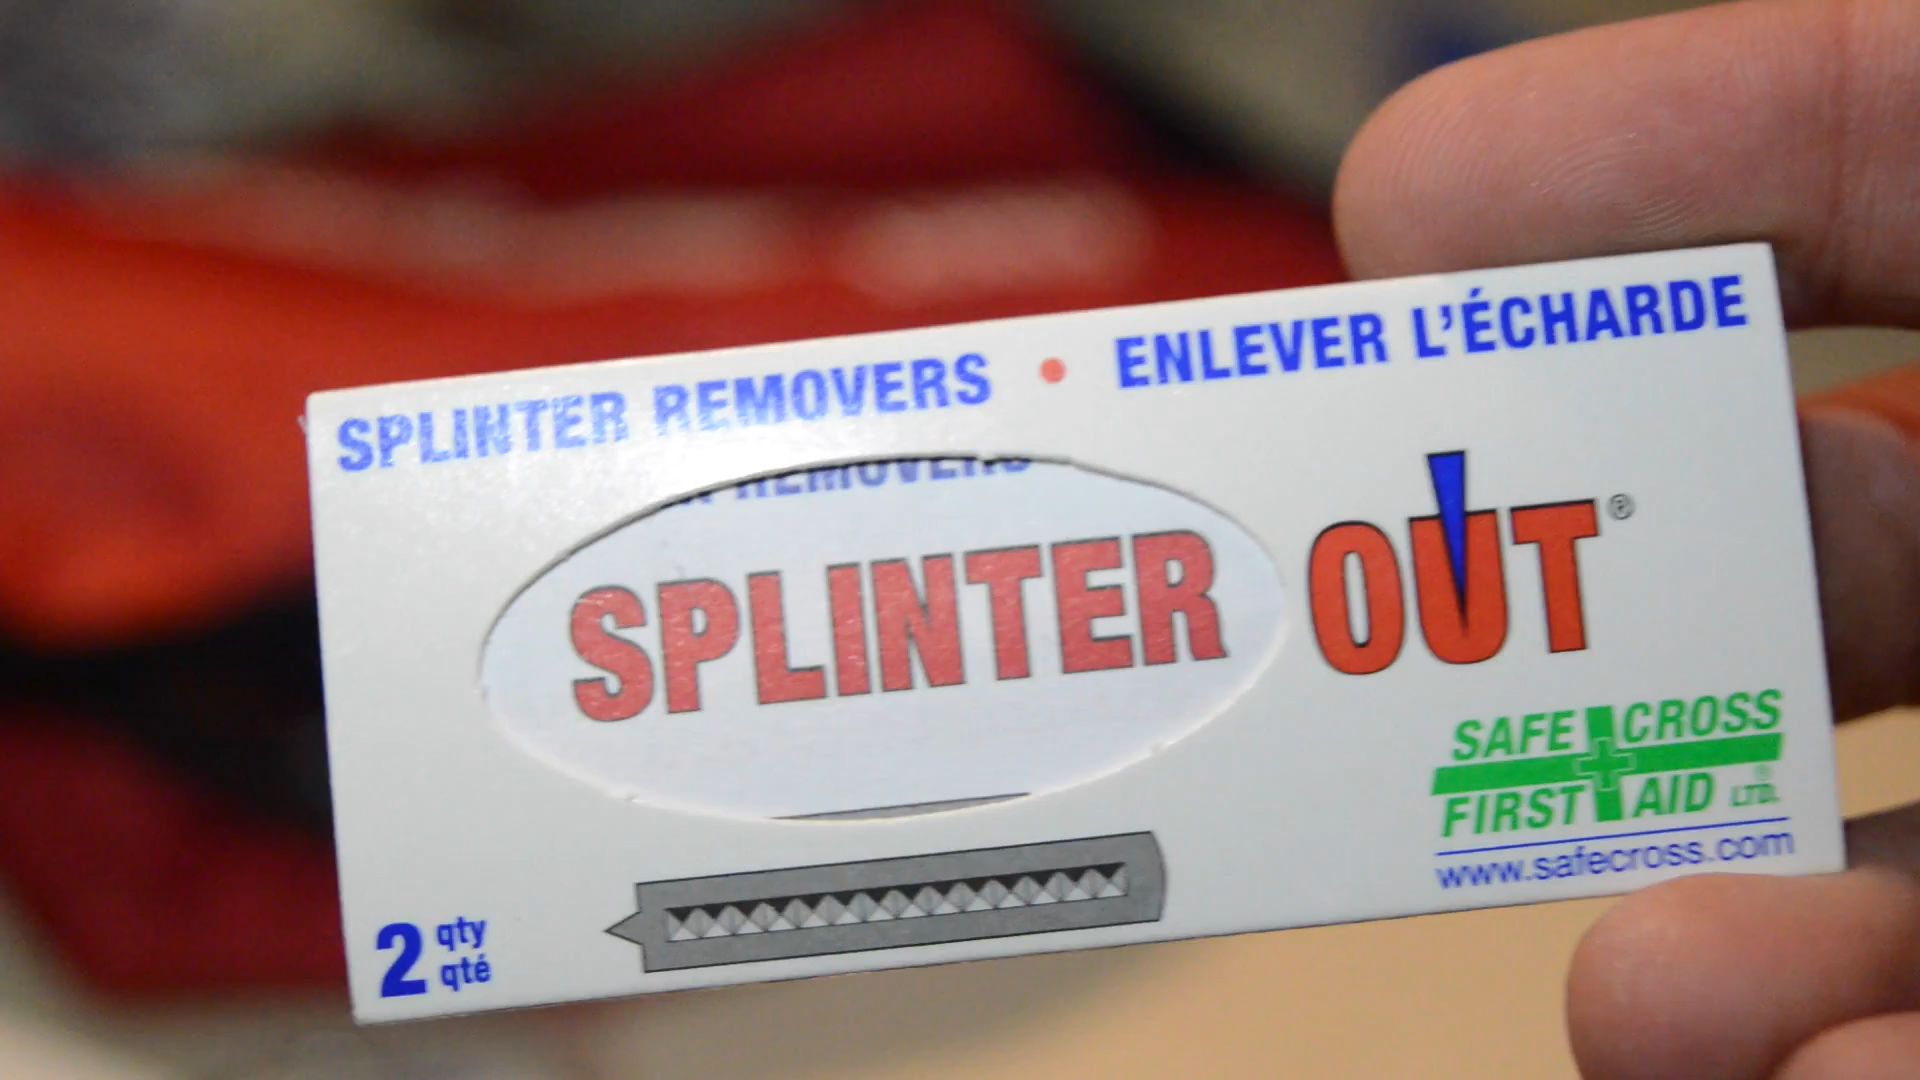 SPLINTER REMOVERS • ENLEVER L'ÉCHARDE
REMOVERS
SPLINTER OUT®
SAFE CROSS
FIRST AID LTD.®
www.safecross.com
2 qty
qté